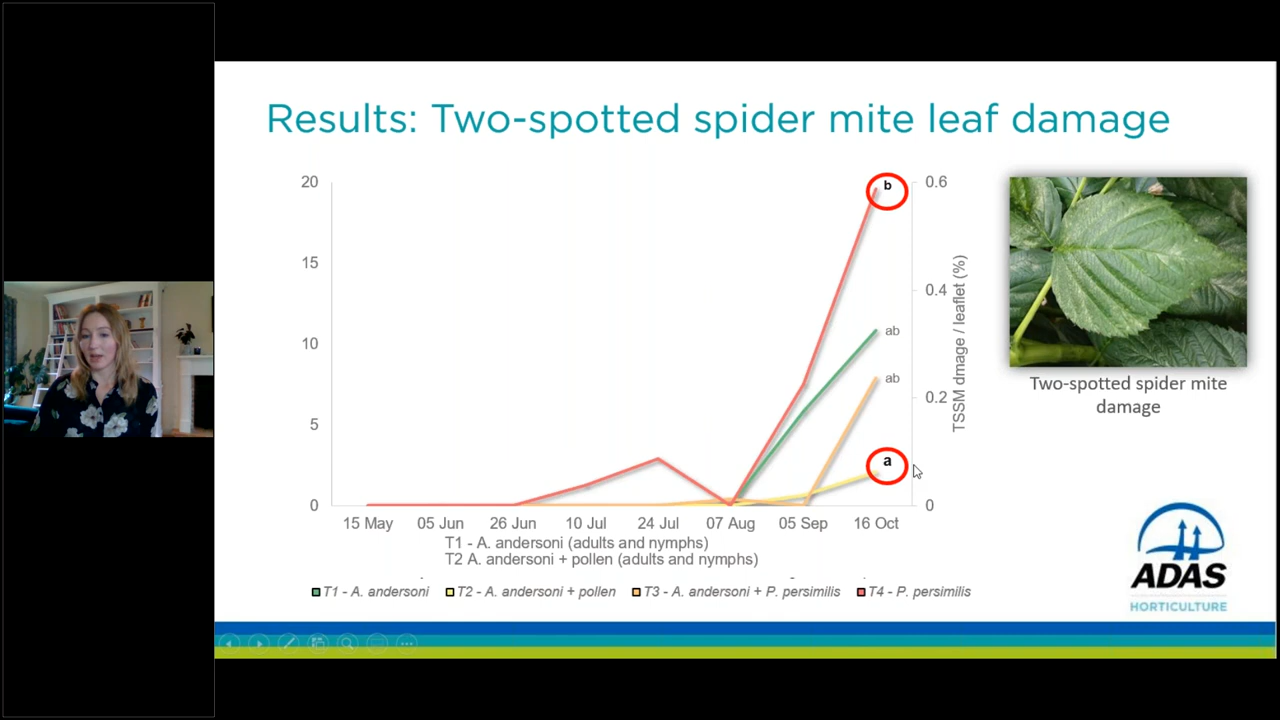 Results: Two-spotted spider mite leaf damage
20
15
10
5
0
0.6
0.4
0.2
0
TSSM dmage / leaflet (%)
b
ab
ab
a
15 May 05 Jun 26 Jun 10 Jul 24 Jul 07 Aug 05 Sep 16 Oct
T1 - A. andersoni (adults and nymphs)
T2 A. andersoni + pollen (adults and nymphs)
T1 - A. andersoni T2 - A. andersoni + pollen T3 - A. andersoni + P. persimilis T4 - P. persimilis
Two-spotted spider mite
damage
ADAS
HORTICULTURE